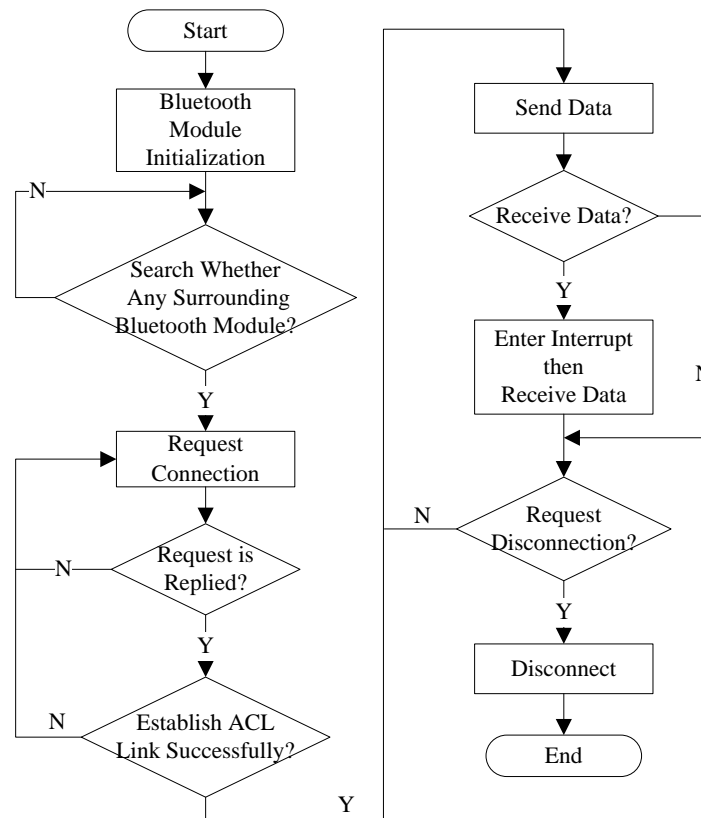 Start
Bluetooth
Module
Initialization
N
Search Whether
Any Surrounding
Bluetooth Module?
Y
Request
Connection
Request is
Replied?
N
Y
Establish ACL
Link Successfully?
N
Y
Send Data
Receive Data?
Y
Enter Interrupt
then
Receive Data
N
Request
Disconnection?
N
Y
Disconnect
End